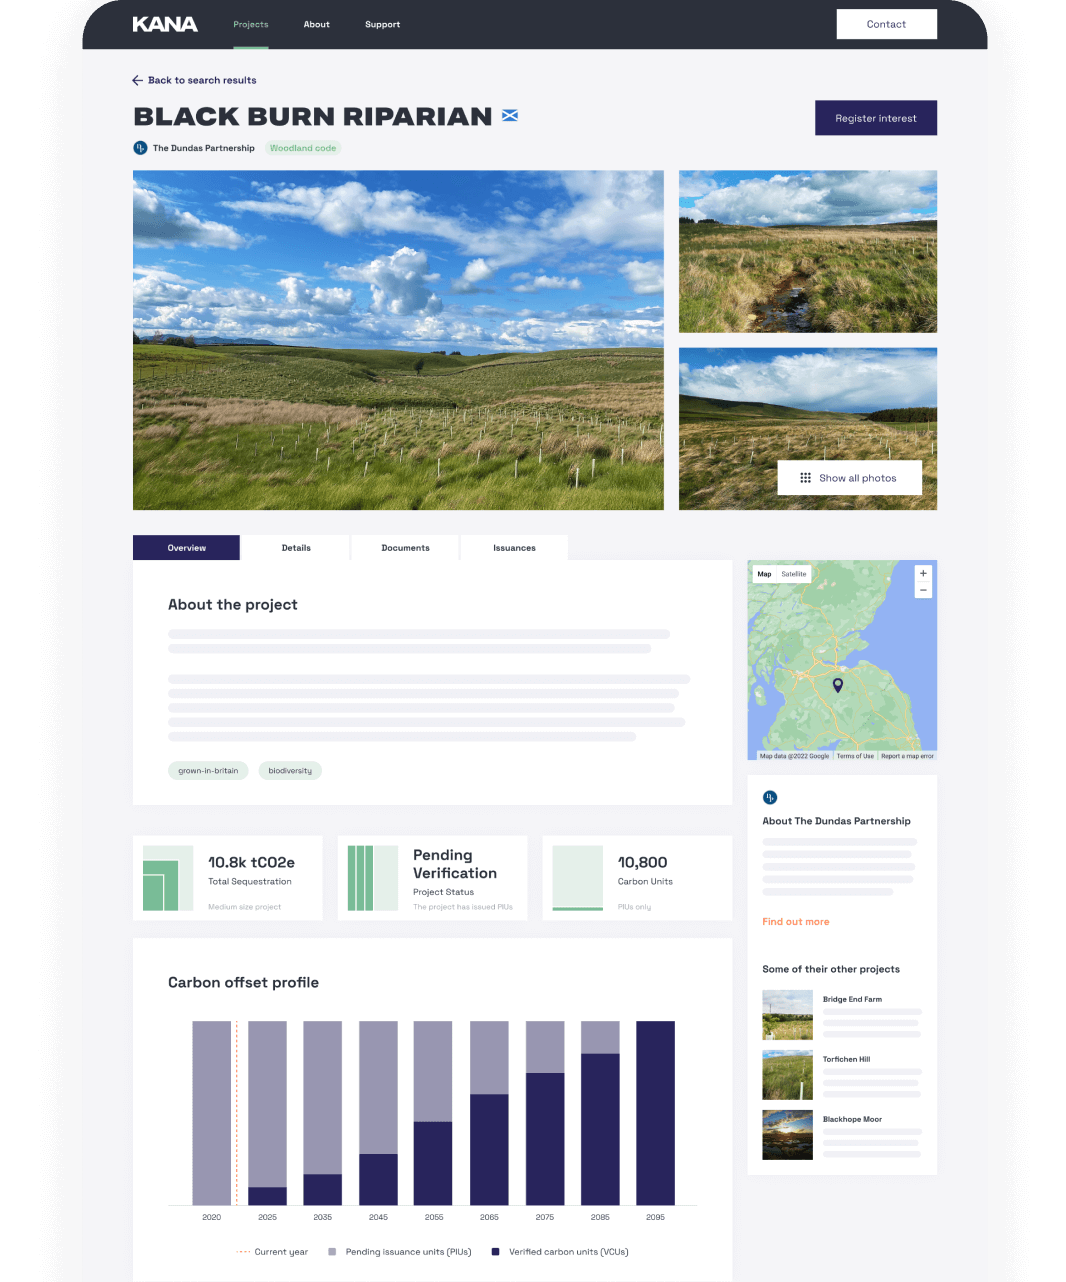 KANA
Projects
About
Support
Contact
Back to search results
BLACK BURN RIPARIAN
Register interest
The Dundas Partnership
Woodland code
Show all photos
Overview
Details
Documents
Issuances
About the project
grown-in-britain
biodiversity
Map
Satellite
+
−
Map data @2022 Google
Terms of Use
Report a map error
10.8k tCO2e
Total Sequestration
Medium size project
Pending
Verification
Project Status
The project has issued PIUs
10,800
Carbon Units
PIUs only
About The Dundas Partnership
Find out more
Some of their other projects
Bridge End Farm
Torfichen Hill
Blackhope Moor
Carbon offset profile
2020 2025 2035 2045 2055 2065 2075 2085 2095
Current year
Pending issuance units (PIUs)
Verified carbon units (VCUs)